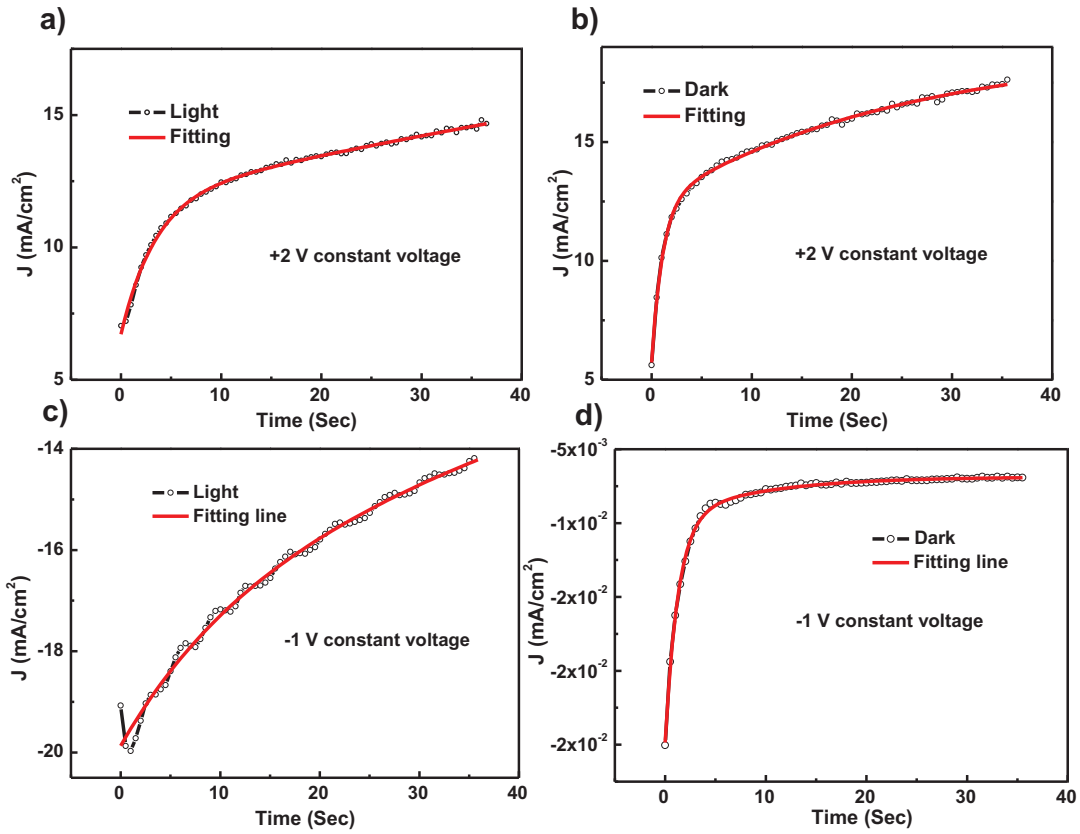 a)
15
10
5
J (mA/cm²)
Light
Fitting
+2 V constant voltage
0 10 20 30 40
Time (Sec)
b)
15
10
5
J (mA/cm²)
Dark
Fitting
+2 V constant voltage
0 10 20 30 40
Time (Sec)
c)
-14
-16
-18
-20
J (mA/cm²)
Light
Fitting line
-1 V constant voltage
0 10 20 30 40
Time (Sec)
d)
-5x10⁻³
-1x10⁻²
-2x10⁻²
-2x10⁻²
-2x10⁻²
J (mA/cm²)
Dark
Fitting line
-1 V constant voltage
0 10 20 30 40
Time (Sec)